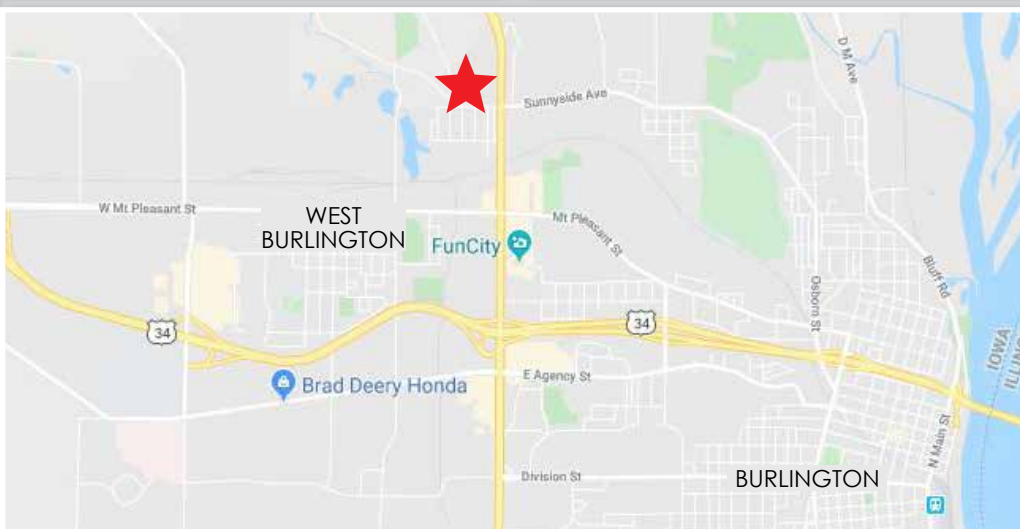 D M Ave
Sunnyside Ave
W Mt Pleasant St
WEST
BURLINGTON
Mt Pleasant St
FunCity
Bluff Rd
Osborn St
34
34
IOWA
E Agency St
Brad Deery Honda
N Main St
Division St
BURLINGTON